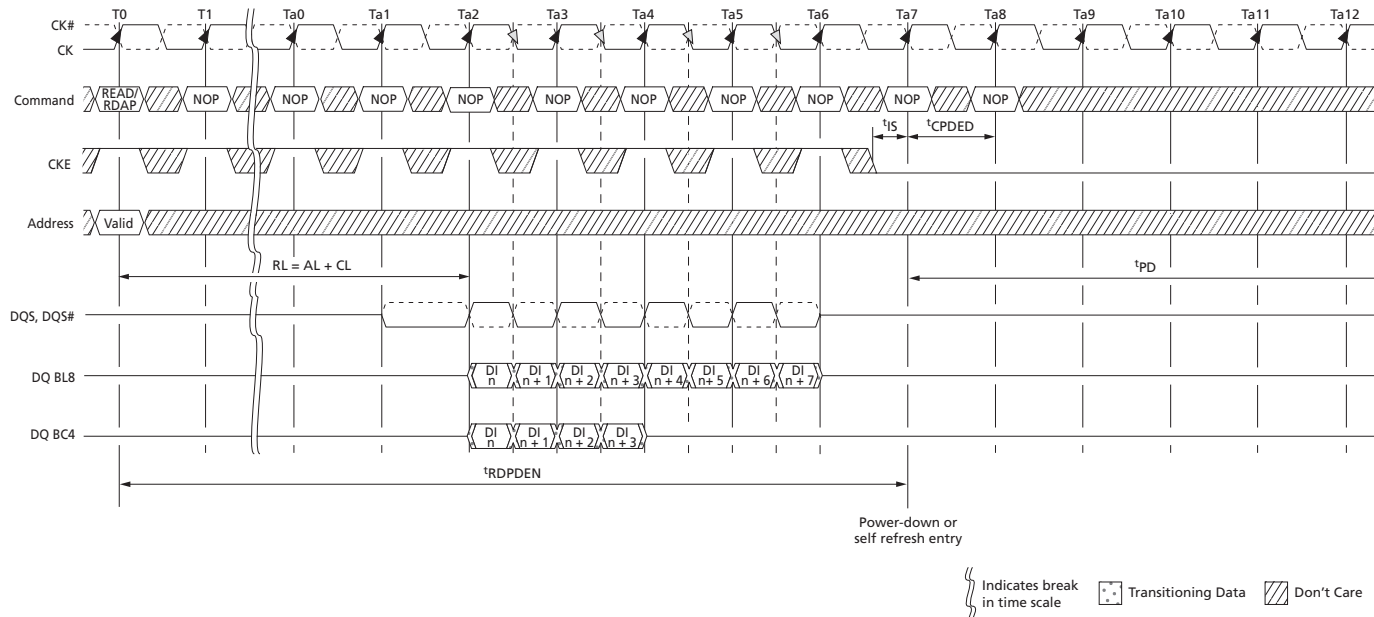 T0 T1 Ta0 Ta1 Ta2 Ta3 Ta4 Ta5 Ta6 Ta7 Ta8 Ta9 Ta10 Ta11 Ta12
CK#
CK
Command READ/ RDAP NOP NOP NOP NOP NOP NOP NOP NOP NOP NOP
tIS tCPDED
CKE
Address Valid
RL = AL + CL tPD
DQS, DQS#
DQ BL8 DI n DI n + 1 DI n + 2 DI n + 3 DI n + 4 DI n+ 5 DI n + 6 DI n + 7
DQ BC4 DI n DI n + 1 DI n + 2 DI n + 3
tRDPDEN
Power-down or
self refresh entry
Indicates break
in time scale
Transitioning Data
Don't Care